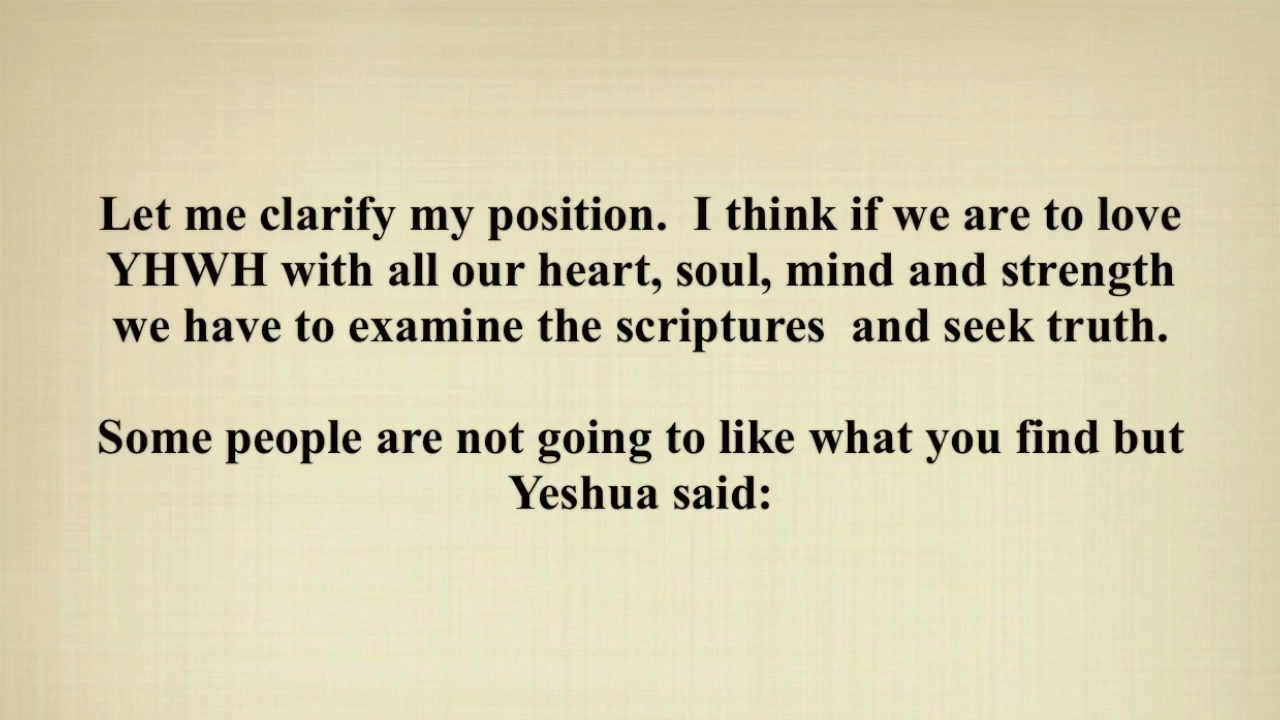 Let me clarify my position.  I think if we are to love
YHWH with all our heart, soul, mind and strength
we have to examine the scriptures  and seek truth.
Some people are not going to like what you find but
Yeshua said: